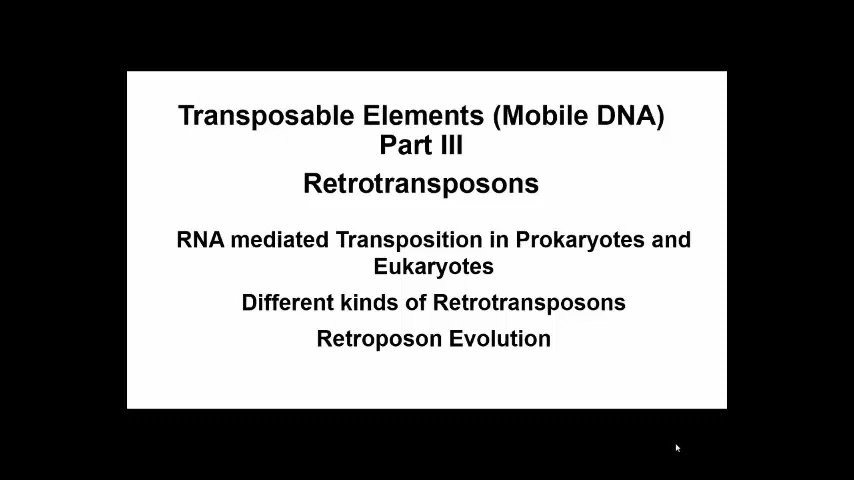 Transposable Elements (Mobile DNA)
Part III
Retrotransposons
RNA mediated Transposition in Prokaryotes and
Eukaryotes
Different kinds of Retrotransposons
Retroposon Evolution